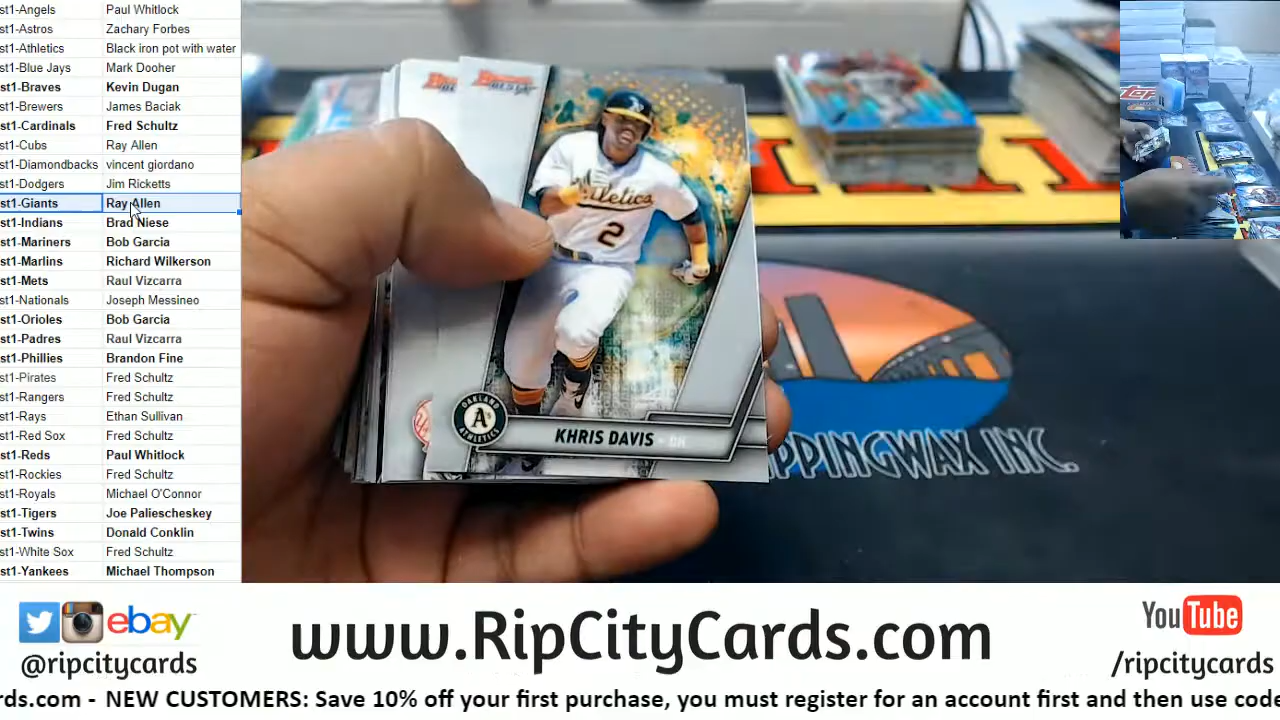 st1-Angels Paul Whitlock
st1-Astros Zachary Forbes
st1-Athletics Black iron pot with water
st1-Blue Jays Mark Dooher
st1-Braves Kevin Dugan
st1-Brewers James Baciak
st1-Cardinals Fred Schultz
st1-Cubs Ray Allen
st1-Diamondbacks vincent giordano
st1-Dodgers Jim Ricketts
st1-Giants Ray Allen
st1-Indians Brad Niese
st1-Mariners Bob Garcia
st1-Marlins Richard Wilkerson
st1-Mets Raul Vizcarra
st1-Nationals Joseph Messineo
st1-Orioles Bob Garcia
st1-Padres Raul Vizcarra
st1-Phillies Brandon Fine
st1-Pirates Fred Schultz
st1-Rangers Fred Schultz
st1-Rays Ethan Sullivan
st1-Red Sox Fred Schultz
st1-Reds Paul Whitlock
st1-Rockies Fred Schultz
st1-Royals Michael O'Connor
st1-Tigers Joe Paliescheskey
st1-Twins Donald Conklin
st1-White Sox Fred Schultz
st1-Yankees Michael Thompson
Athletics
2
OAKLAND
A's
ATHLETICS
KHRIS DAVIS
PPINGWAX INC.
ebay
@ripcitycards
www.RipCityCards.com
YouTube
/ripcitycards
rds.com - NEW CUSTOMERS: Save 10% off your first purchase, you must register for an account first and then use code